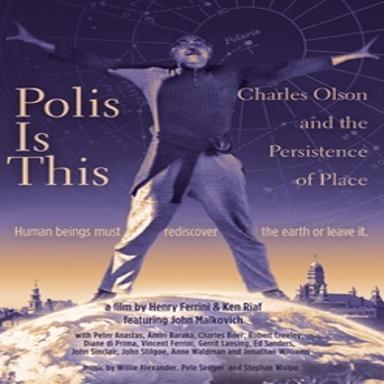 Polaris
Polis
Is
This
Charles Olson
and the
Persistence
of Place
Human beings must rediscover the earth or leave it.
a film by Henry Ferrini & Ken Riaf
featuring John Malkovich
with Peter Anastas, Amiri Baraka, Charles Boer, Robert Creeley,
Diane di Prima, Vincent Ferrini, Gerrit Lansing, Ed Sanders,
John Sinclair, John Stilgoe, Anne Waldman and Jonathan Williams
music by Willie Alexander, Pete Seeger and Stephan Wolpe